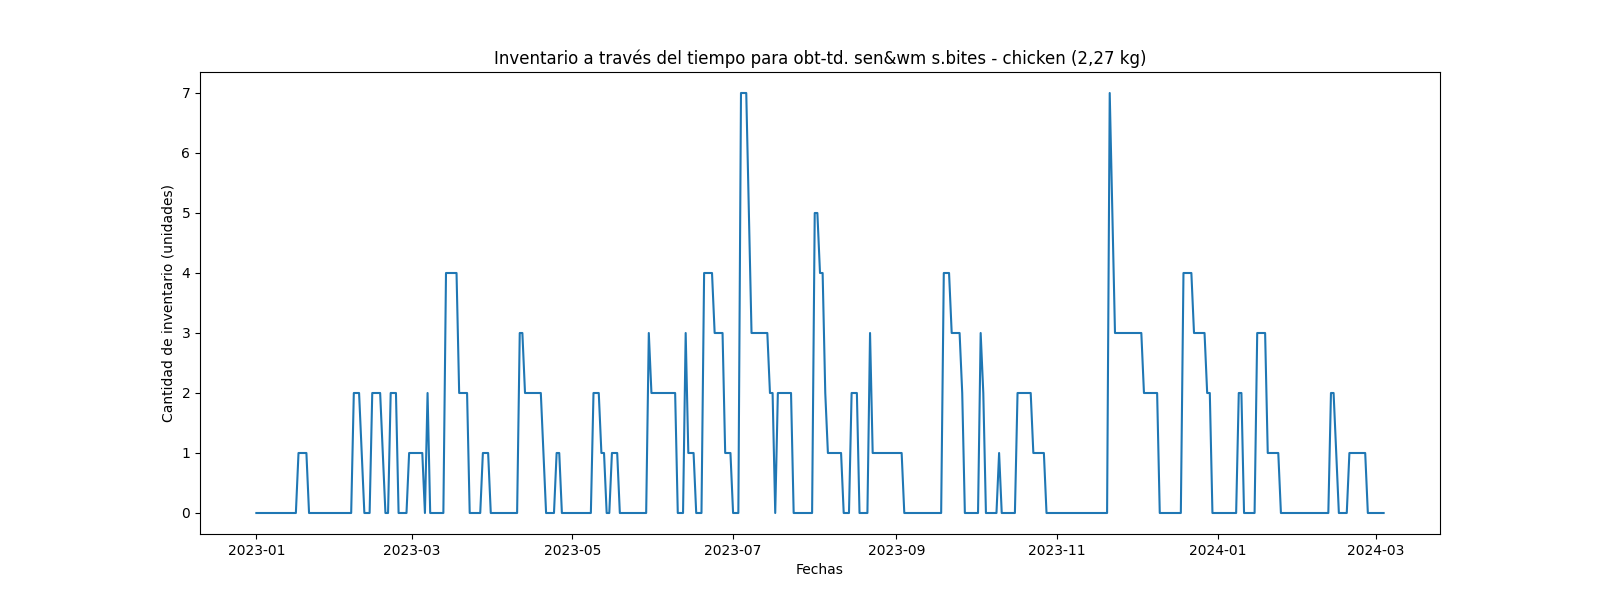 Inventario a través del tiempo para obt-td. sen&wm s.bites - chicken (2,27 kg)
Cantidad de inventario (unidades)
7
6
5
4
3
2
1
0
2023-01 2023-03 2023-05 2023-07 2023-09 2023-11 2024-01 2024-03
Fechas